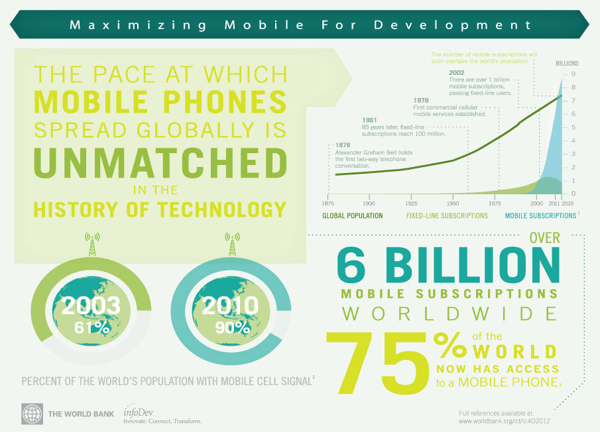 Maximizing Mobile For Development
THE PACE AT WHICH
MOBILE PHONES
SPREAD GLOBALLY IS
UNMATCHED
IN THE
HISTORY OF TECHNOLOGY
The number of mobile subscriptions will
soon overtake the world's population.
BILLIONS
2002
There are over 1 billion
mobile subscriptions,
passing fixed-line users.
1978
First commercial cellular
mobile services established.
1961
85 years later, fixed-line
subscriptions reach 100 million.
1876
Alexander Graham Bell holds
the first two-way telephone
conversation.
9
8
7
6
5
4
3
2
1
0
1875 1900 1925 1950 1975 2000 2011 2015
GLOBAL POPULATION FIXED-LINE SUBSCRIPTIONS MOBILE SUBSCRIPTIONS
2003
61%
2010
90%
PERCENT OF THE WORLD'S POPULATION WITH MOBILE CELL SIGNAL
OVER
6 BILLION
MOBILE SUBSCRIPTIONS
WORLDWIDE
75%
of the
WORLD
NOW HAS ACCESS
to a MOBILE PHONE
THE WORLD BANK
infoDev
Innovate. Connect. Transform.
Full references available at:
www.worldbank.org/ict/ic4d2012